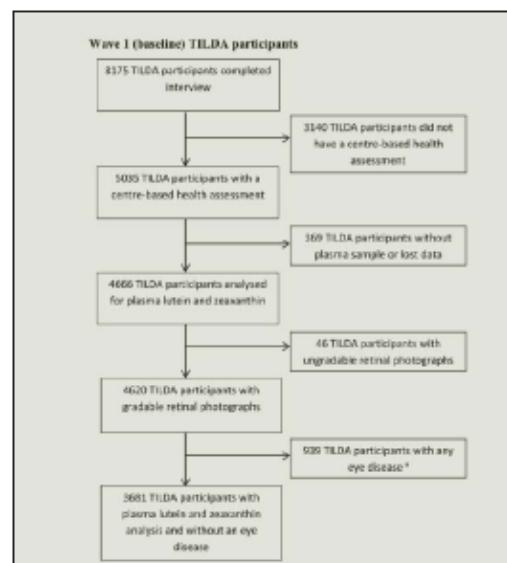 Wave 1 (baseline) TILDA participants
8175 TILDA participants completed
interview
3140 TILDA participants did not
have a centre-based health
assessment
5035 TILDA participants with a
centre-based health assessment
369 TILDA participants without
plasma sample or lost data
4666 TILDA participants analysed
for plasma lutein and zeaxanthin
46 TILDA participants with
ungradable retinal photographs
4620 TILDA participants with
gradable retinal photographs
939 TILDA participants with any
eye disease
3681 TILDA participants with
plasma lutein and zeaxanthin
analysis and without an eye
disease